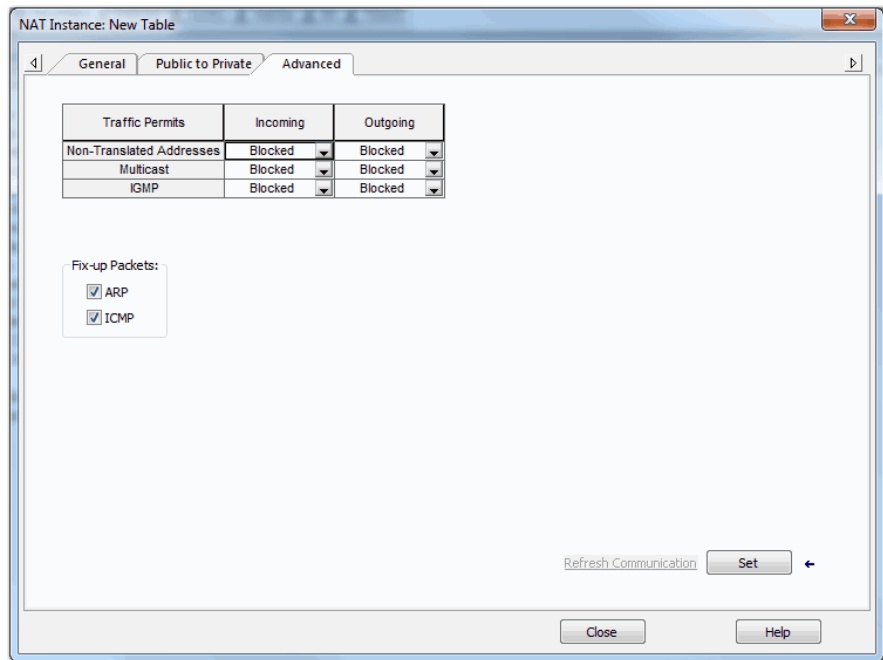 NAT Instance: New Table
General Public to Private Advanced
Traffic Permits Incoming Outgoing
Non-Translated Addresses Blocked Blocked
Multicast Blocked Blocked
IGMP Blocked Blocked
Fix-up Packets:
ARP
ICMP
Refresh Communication Set
Close Help